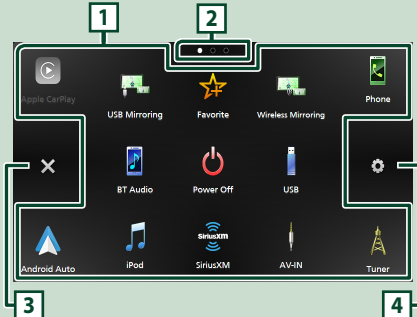 1
2
Apple CarPlay
USB Mirroring
Favorite
Wireless Mirroring
Phone
BT Audio
Power Off
USB
Android Auto
iPod
SiriusXM
SiriusXM
AV-IN
Tuner
3
4